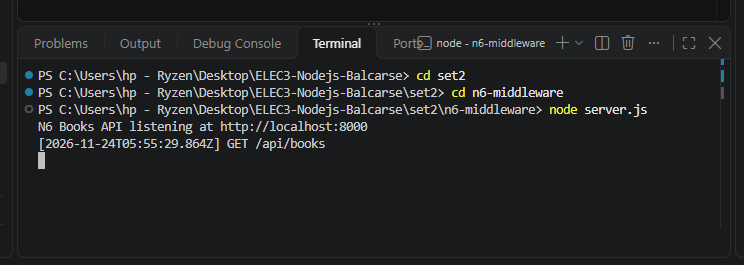 Problems Output Debug Console Terminal Ports node - n6-middleware
PS C:\Users\hp - Ryzen\Desktop\ELEC3-Nodejs-Balcarse> cd set2
PS C:\Users\hp - Ryzen\Desktop\ELEC3-Nodejs-Balcarse\set2> cd n6-middleware
PS C:\Users\hp - Ryzen\Desktop\ELEC3-Nodejs-Balcarse\set2\n6-middleware> node server.js
N6 Books API listening at http://localhost:8000
[2026-11-24T05:55:29.864Z] GET /api/books